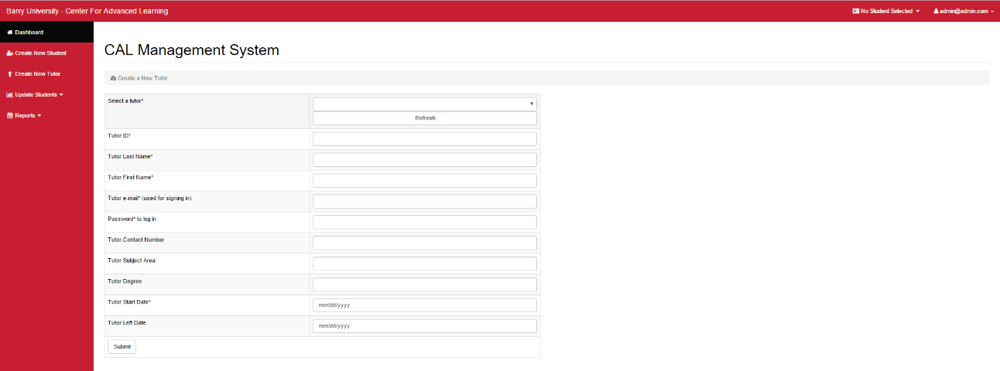 Barry University - Center For Advanced Learning
No Student Selected
admin@admin.com
Dashboard
Create New Student
Create New Tutor
Update Students
Reports
CAL Management System
Create a New Tutor
Select a tutor*
Refresh
Tutor ID*
Tutor Last Name*
Tutor First Name*
Tutor e-mail* (used for signing in)
Password* to log in
Tutor Contact Number
Tutor Subject Area
Tutor Degree
Tutor Start Date*
mm/dd/yyyy
Tutor Left Date
mm/dd/yyyy
Submit